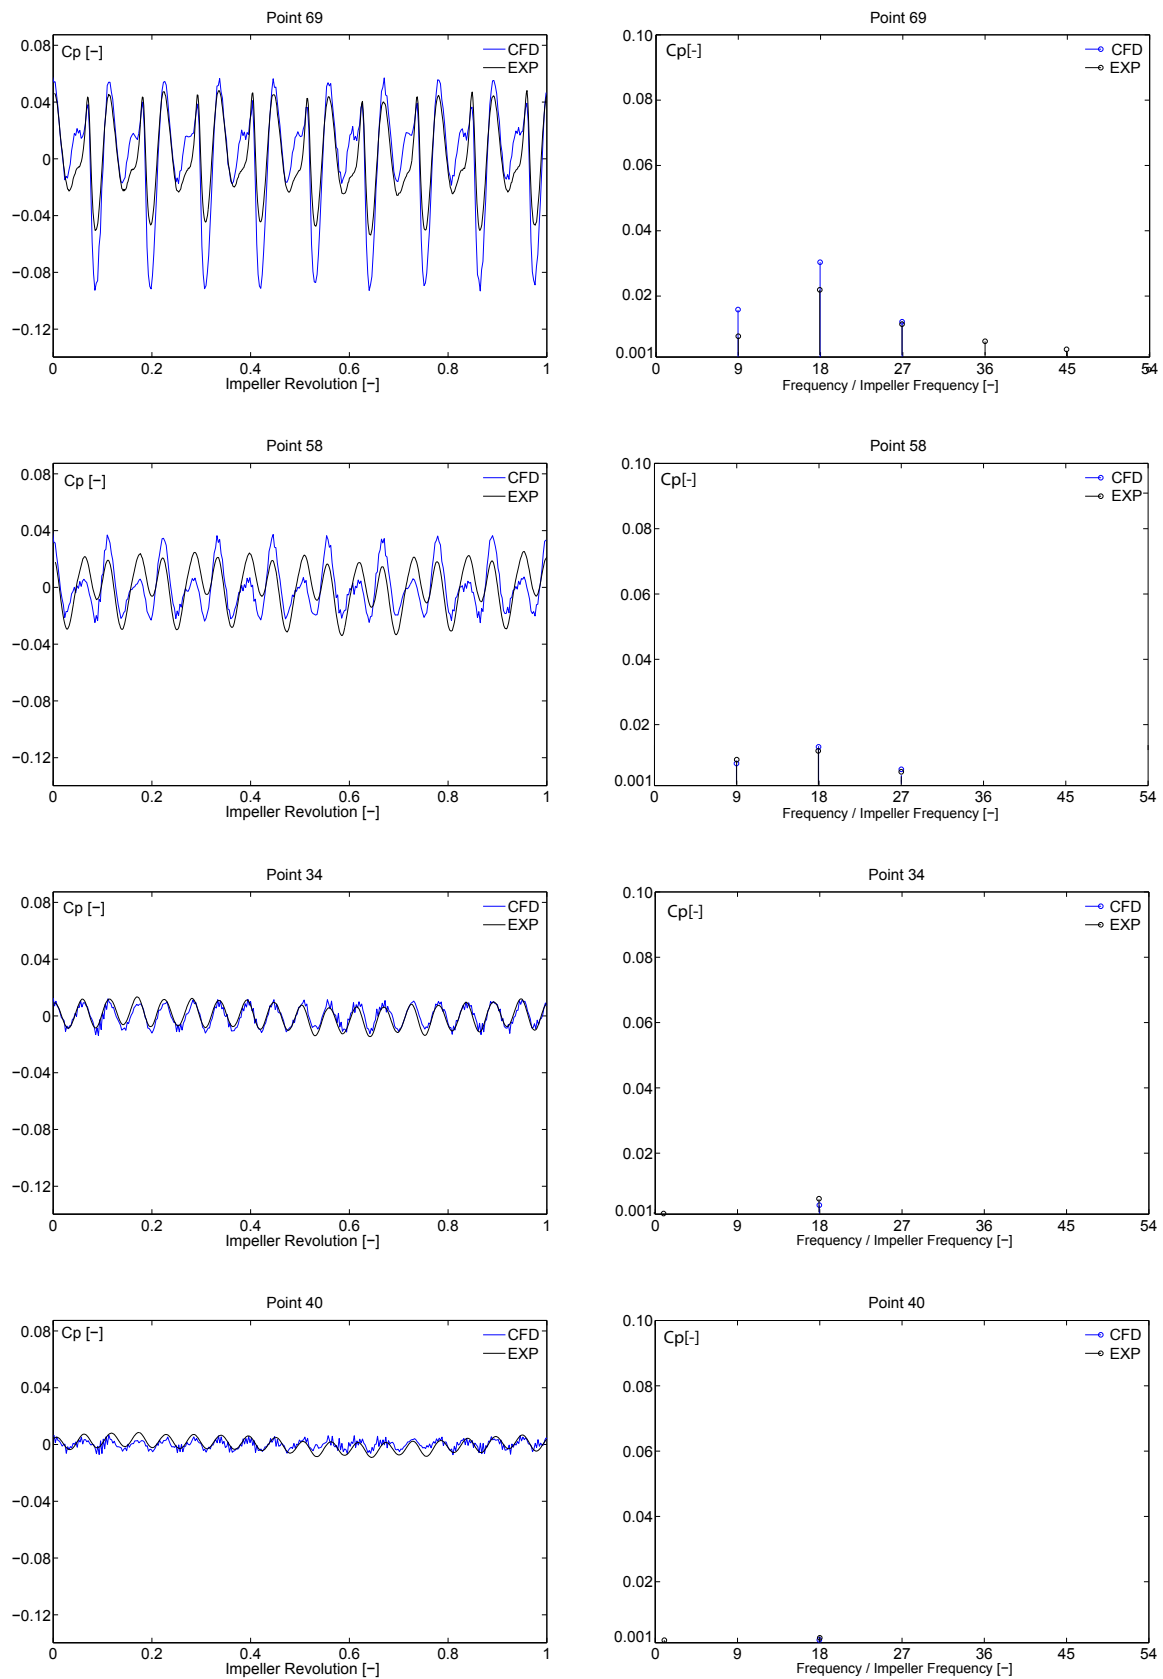 Point 69
0.08
Cp [−]
CFD
EXP
0.04
0
−0.04
−0.08
−0.12
0 0.2 0.4 0.6 0.8 1
Impeller Revolution [−]
Point 69
0.10
Cp[-]
CFD
EXP
0.08
0.06
0.04
0.02
0.001
0 9 18 27 36 45 54
Frequency / Impeller Frequency [−]
Point 58
0.08
Cp [−]
CFD
EXP
0.04
0
−0.04
−0.08
−0.12
0 0.2 0.4 0.6 0.8 1
Impeller Revolution [−]
Point 58
0.10
Cp[-]
CFD
EXP
0.08
0.06
0.04
0.02
0.001
0 9 18 27 36 45 54
Frequency / Impeller Frequency [−]
Point 34
0.08
Cp [−]
CFD
EXP
0.04
0
−0.04
−0.08
−0.12
0 0.2 0.4 0.6 0.8 1
Impeller Revolution [−]
Point 34
0.10
Cp[-]
CFD
EXP
0.08
0.06
0.04
0.02
0.001
0 9 18 27 36 45 54
Frequency / Impeller Frequency [−]
Point 40
0.08
Cp [−]
CFD
EXP
0.04
0
−0.04
−0.08
−0.12
0 0.2 0.4 0.6 0.8 1
Impeller Revolution [−]
Point 40
0.10
Cp[-]
CFD
EXP
0.08
0.06
0.04
0.02
0.001
0 9 18 27 36 45 54
Frequency / Impeller Frequency [−]